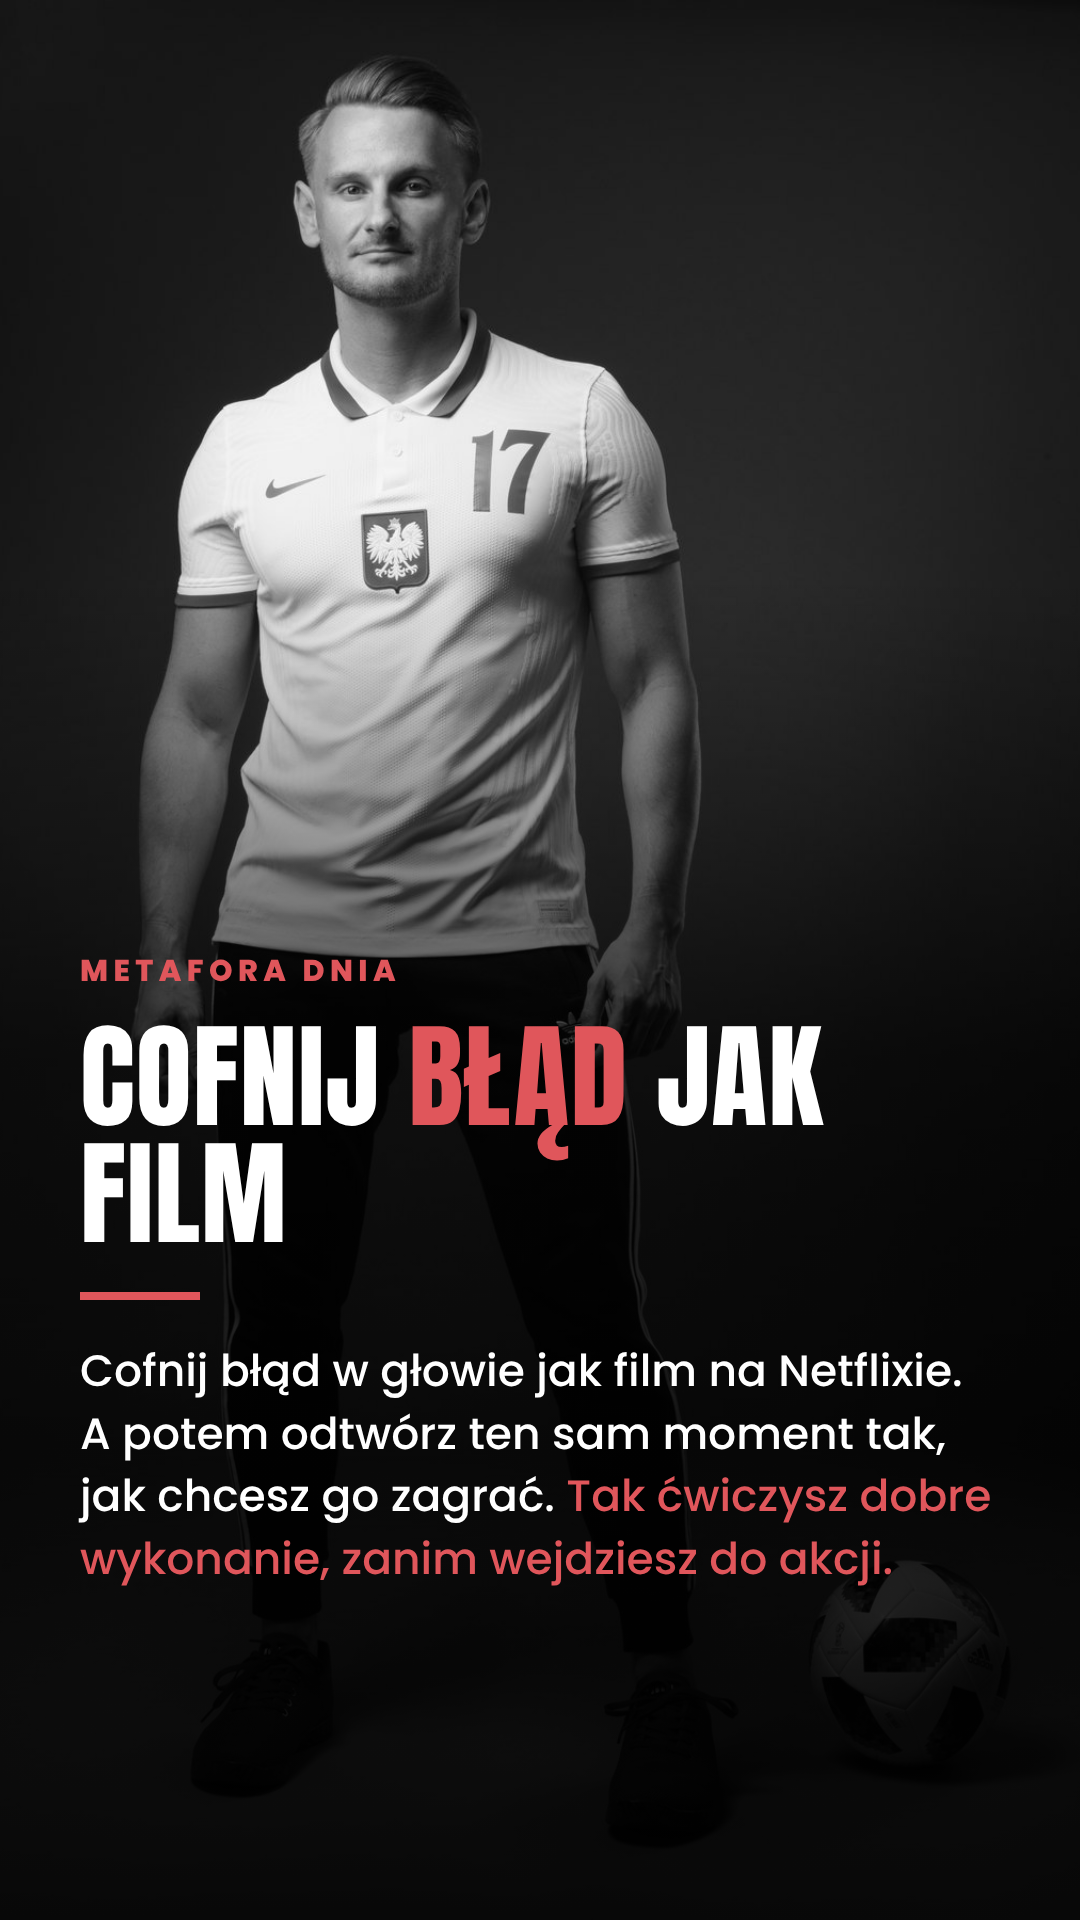 17
METAFORA DNIA
COFNIJ BŁĄD JAK
FILM
Cofnij błąd w głowie jak film na Netflixie.
A potem odtwórz ten sam moment tak,
jak chcesz go zagrać. Tak ćwiczysz dobre
wykonanie, zanim wejdziesz do akcji.